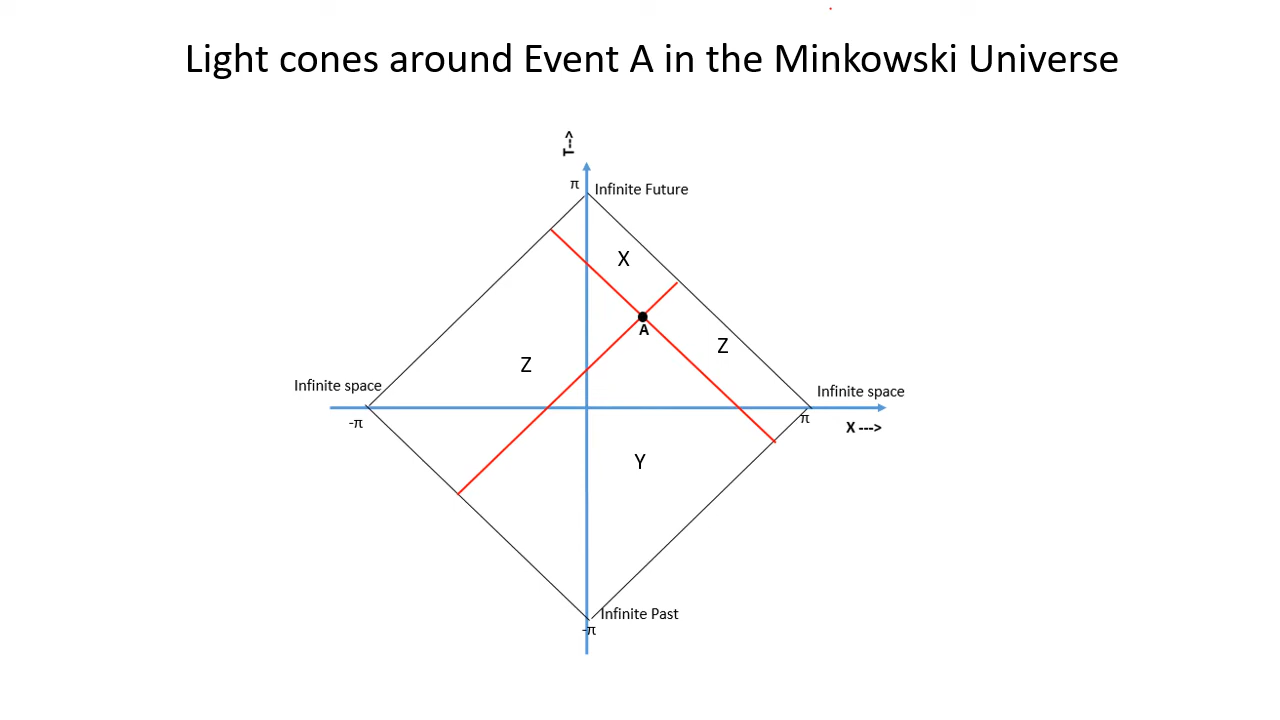 Light cones around Event A in the Minkowski Universe
T-->
π
Infinite Future
X
A
Z
Z
Infinite space
Infinite space
-π
π
X --->
Y
Infinite Past
-π